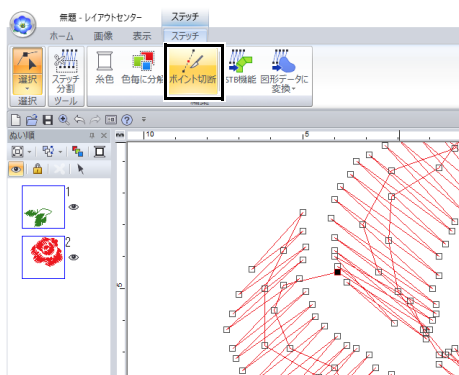 無題 - レイアウトセンター ステッチ
ホーム 画像 表示 ステッチ
選択 ステッチ分割 糸色 色毎に分解 ポイント切断 STB機能 図形データに変換
選択 ツール
ぬい順
mm 10 5
1
2
5